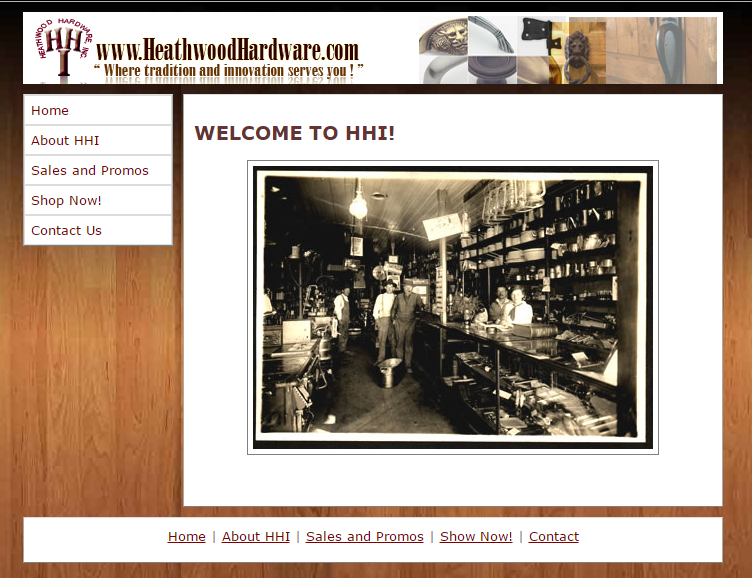 HEATHWOOD HARDWARE, INC.
HHI
www.HeathwoodHardware.com
“ Where tradition and innovation serves you ! ”
Home
About HHI
Sales and Promos
Shop Now!
Contact Us
WELCOME TO HHI!
Home | About HHI | Sales and Promos | Show Now! | Contact